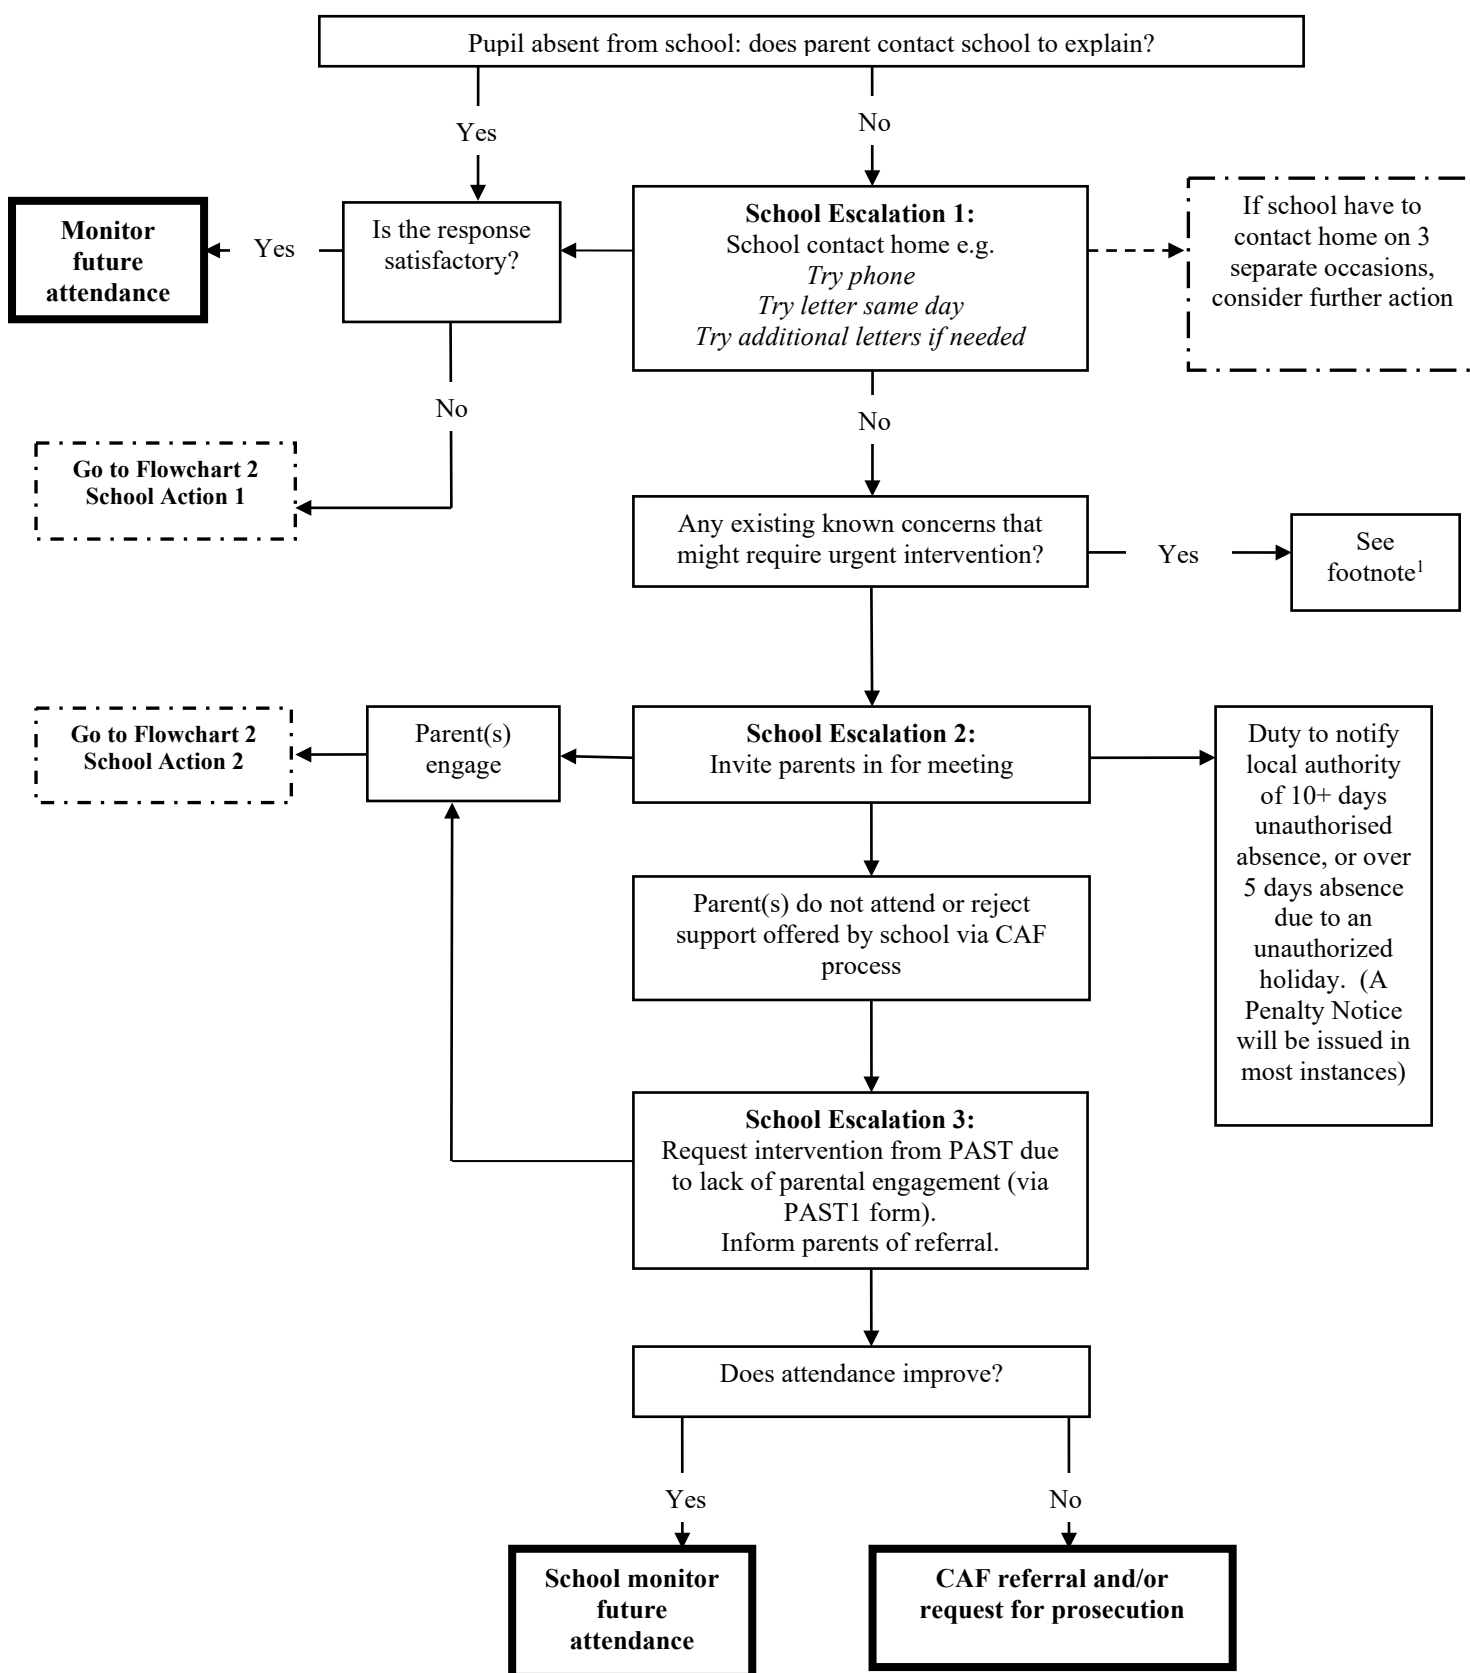 Pupil absent from school: does parent contact school to explain?
Yes
No
Monitor
future
attendance
Yes
Is the response
satisfactory?
School Escalation 1:
School contact home e.g.
Try phone
Try letter same day
Try additional letters if needed
If school have to
contact home on 3
separate occasions,
consider further action
No
No
Go to Flowchart 2
School Action 1
Any existing known concerns that
might require urgent intervention?
Yes
See
footnote1
Go to Flowchart 2
School Action 2
Parent(s)
engage
School Escalation 2:
Invite parents in for meeting
Duty to notify
local authority
of 10+ days
unauthorised
absence, or over
5 days absence
due to an
unauthorized
holiday. (A
Penalty Notice
will be issued in
most instances)
Parent(s) do not attend or reject
support offered by school via CAF
process
School Escalation 3:
Request intervention from PAST due
to lack of parental engagement (via
PAST1 form).
Inform parents of referral.
Does attendance improve?
Yes
No
School monitor
future
attendance
CAF referral and/or
request for prosecution